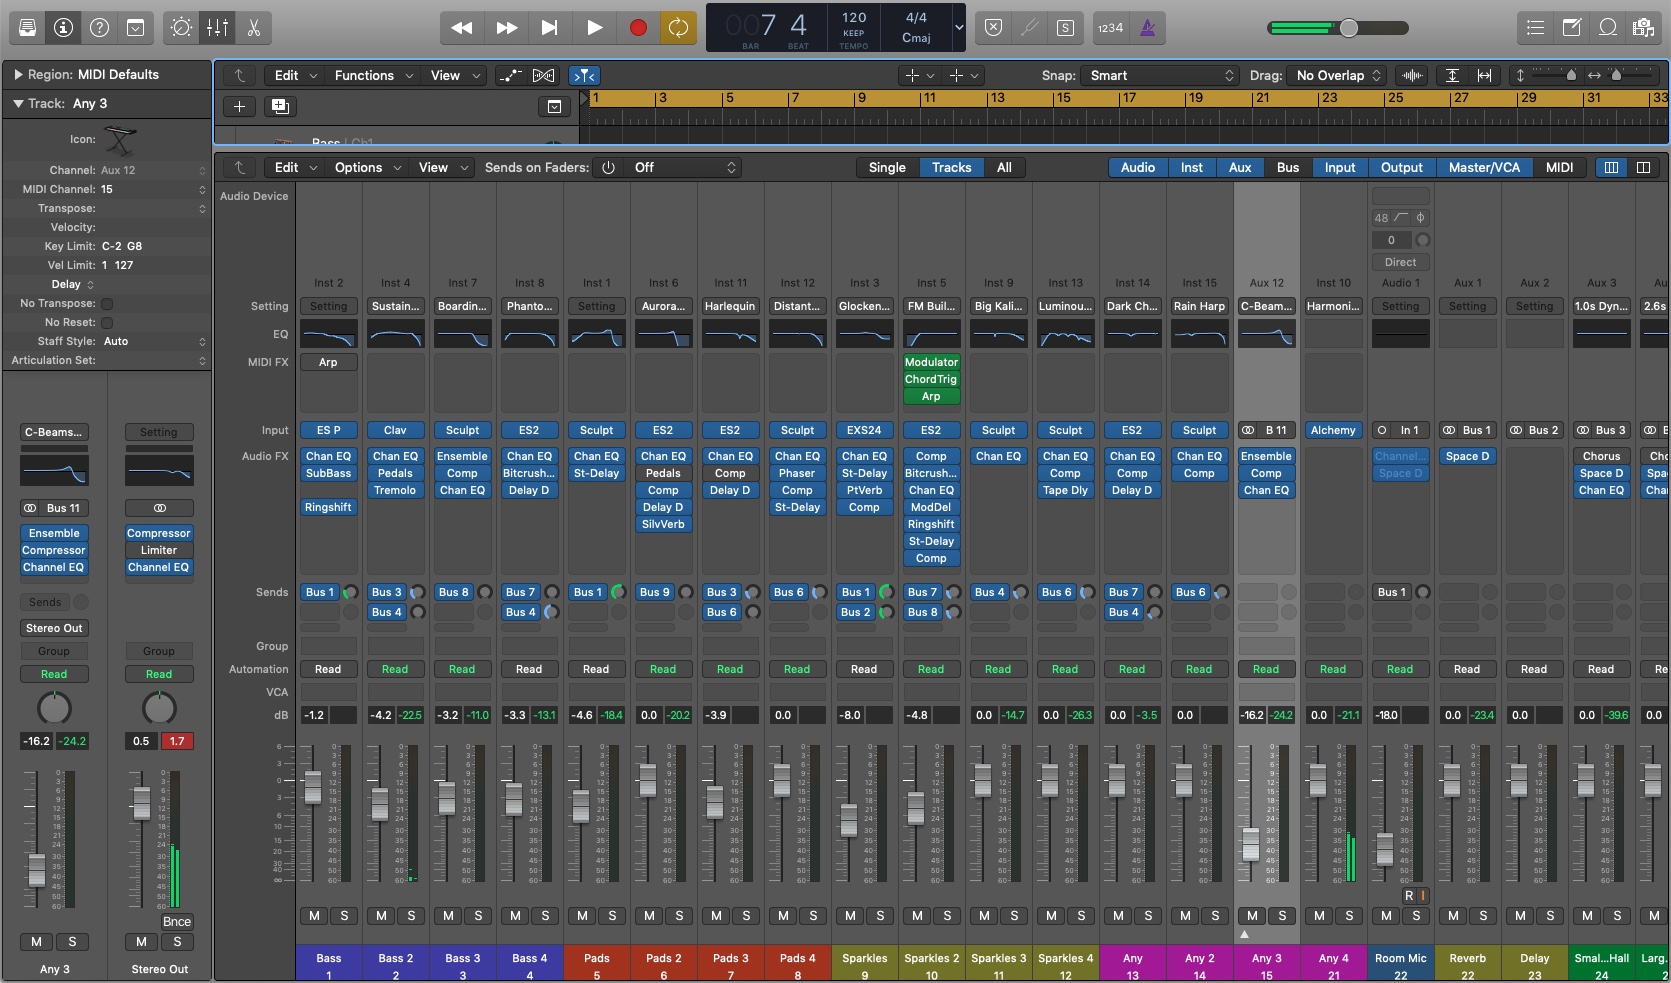 007 4
BAR BEAT
120
KEEP
TEMPO
4/4
Cmaj
S
1234
Region: MIDI Defaults
Track: Any 3
Icon:
Channel: Aux 12
MIDI Channel: 15
Transpose:
Velocity:
Key Limit: C-2 G8
Vel Limit: 1 127
Delay
No Transpose:
No Reset:
Staff Style: Auto
Articulation Set:
C-Beams... Setting
Bus 11
Ensemble Compressor
Compressor Limiter
Channel EQ Channel EQ
Sends
Stereo Out
Group Group
Read Read
-16.2 -24.2 0.5 1.7
Bnce
M S M S
Any 3 Stereo Out
Edit Functions View Snap: Smart Drag: No Overlap
1 3 5 7 9 11 13 15 17 19 21 23 25 27 29 31 33
Bass | Ch1
Edit Options View Sends on Faders: Off Single Tracks All Audio Inst Aux Bus Input Output Master/VCA MIDI
Audio Device
48
0
Direct
Inst 2 Inst 4 Inst 7 Inst 8 Inst 1 Inst 6 Inst 11 Inst 12 Inst 3 Inst 5 Inst 9 Inst 13 Inst 14 Inst 15 Aux 12 Inst 10 Audio 1 Aux 1 Aux 2 Aux 3
Setting Setting Sustain... Boardin... Phanto... Setting Aurora... Harlequin Distant... Glocken... FM Buil... Big Kali... Luminou... Dark Ch... Rain Harp C-Beam... Harmoni... Setting Setting Setting 1.0s Dyn... 2.6s
EQ
MIDI FX Arp Modulator
ChordTrig
Arp
Input ES P Clav Sculpt ES2 Sculpt ES2 ES2 Sculpt EXS24 ES2 Sculpt Sculpt ES2 Sculpt B 11 Alchemy In 1 Bus 1 Bus 2 Bus 3
Audio FX Chan EQ Chan EQ Ensemble Chan EQ Chan EQ Chan EQ Chan EQ Chan EQ Chan EQ Comp Chan EQ Chan EQ Chan EQ Chan EQ Ensemble Channel... Space D Chorus
SubBass Pedals Comp Bitcrush... St-Delay Pedals Comp Phaser St-Delay Bitcrush... Comp Comp Comp Comp Space D Space D
Tremolo Chan EQ Delay D Comp Delay D Comp PtVerb Chan EQ Tape Dly Delay D Chan EQ Chan EQ
Ringshift Delay D St-Delay Comp ModDel
SilvVerb Ringshift
St-Delay
Comp
Sends Bus 1 Bus 3 Bus 8 Bus 7 Bus 1 Bus 9 Bus 3 Bus 6 Bus 1 Bus 7 Bus 4 Bus 6 Bus 7 Bus 6 Bus 1
Bus 4 Bus 4 Bus 6 Bus 2 Bus 8 Bus 4
Group
Automation Read Read Read Read Read Read Read Read Read Read Read Read Read Read Read Read Read Read Read Read Re
VCA
dB -1.2 -4.2 -22.5 -3.2 -11.0 -3.3 -13.1 -4.6 -18.4 0.0 -20.2 -3.9 0.0 -8.0 -4.8 0.0 -14.7 0.0 -26.3 0.0 -3.5 0.0 -16.2 -24.2 0.0 -21.1 -18.0 0.0 -23.4 0.0 0.0 -39.6 0.0
R I
M S M S M S M S M S M S M S M S M S M S M S M S M S M S M S M S M S M S M S M S M
Bass Bass 2 Bass 3 Bass 4 Pads Pads 2 Pads 3 Pads 4 Sparkles Sparkles 2 Sparkles 3 Sparkles 4 Any Any 2 Any 3 Any 4 Room Mic Reverb Delay Smal...Hall Larg.
1 2 3 4 5 6 7 8 9 10 11 12 13 14 15 21 22 22 23 24 2